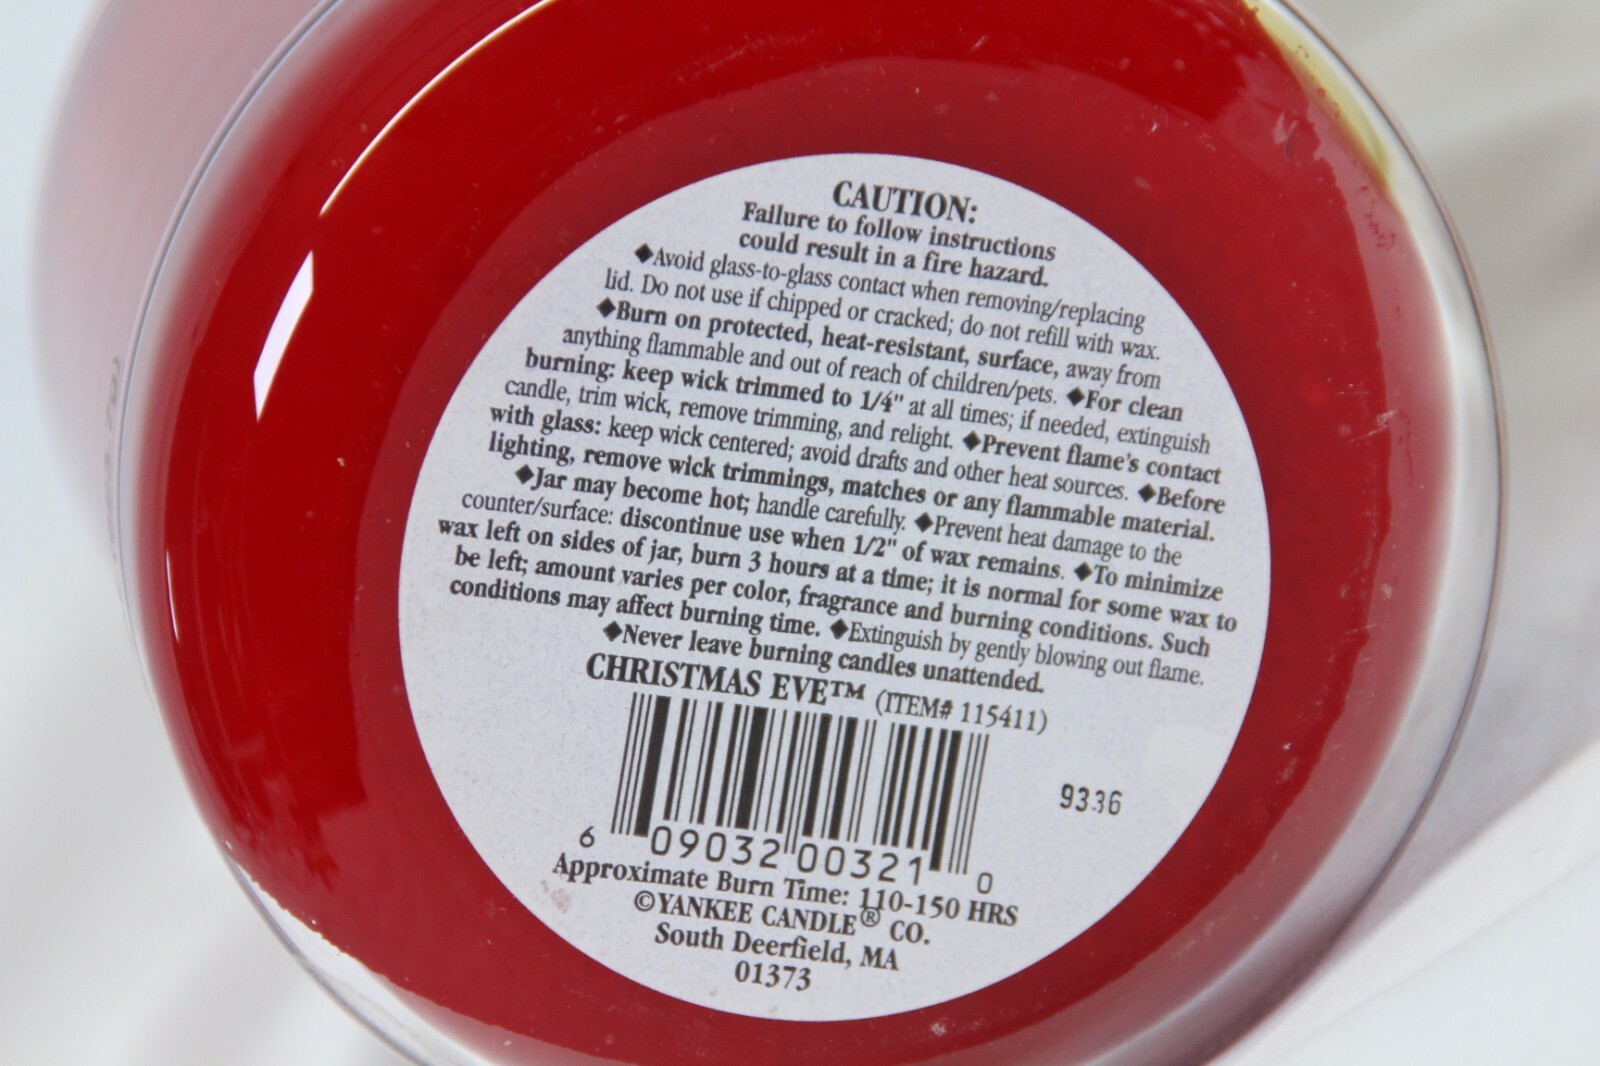 CAUTION:
Failure to follow instructions
could result in a fire hazard.
◆Avoid glass-to-glass contact when removing/replacing
lid. Do not use if chipped or cracked; do not refill with wax.
◆Burn on protected, heat-resistant, surface, away from
anything flammable and out of reach of children/pets. ◆For clean
burning: keep wick trimmed to 1/4" at all times; if needed, extinguish
candle, trim wick, remove trimming, and relight. ◆Prevent flame's contact
with glass: keep wick centered; avoid drafts and other heat sources. ◆Before
lighting, remove wick trimmings, matches or any flammable material.
◆Jar may become hot; handle carefully. ◆Prevent heat damage to the
counter/surface: discontinue use when 1/2" of wax remains. ◆To minimize
wax left on sides of jar, burn 3 hours at a time; it is normal for some wax to
be left; amount varies per color, fragrance and burning conditions. Such
conditions may affect burning time. ◆Extinguish by gently blowing out flame.
◆Never leave burning candles unattended.
CHRISTMAS EVE™ (ITEM# 115411)
9336
6 09032 00321 0
Approximate Burn Time: 110-150 HRS
©YANKEE CANDLE® CO.
South Deerfield, MA
01373